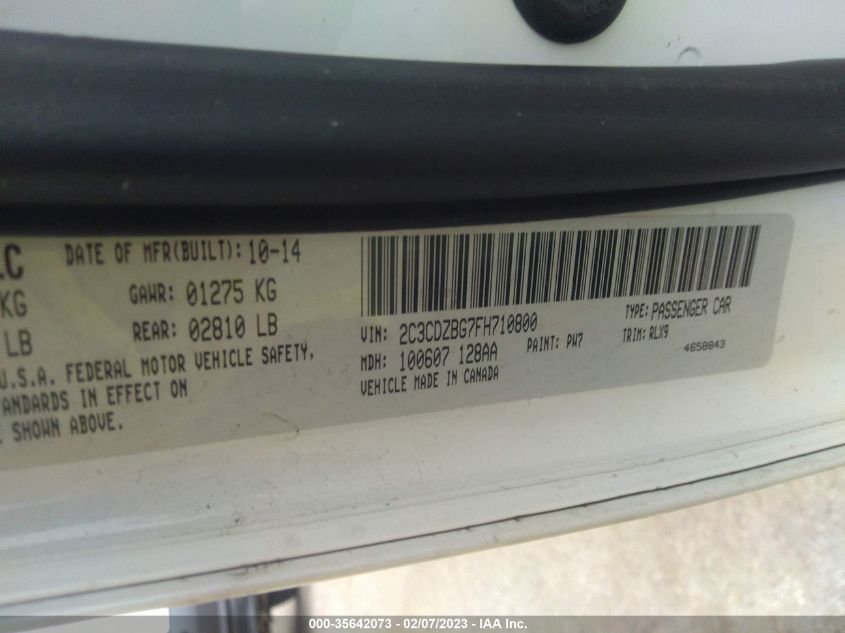 LC
DATE OF MFR(BUILT): 10-14
KG
GAWR: 01275 KG
LB
REAR: 02810 LB
U.S.A. FEDERAL MOTOR VEHICLE SAFETY,
ANDARDS IN EFFECT ON
E SHOWN ABOVE.
VIN: 2C3CDZBG7FH710800
TYPE: PASSENGER CAR
MDH: 100607 128AA
PAINT: PW7
TRIM: RLX9
VEHICLE MADE IN CANADA
4658843
000-35642073 - 02/07/2023 - IAA Inc.